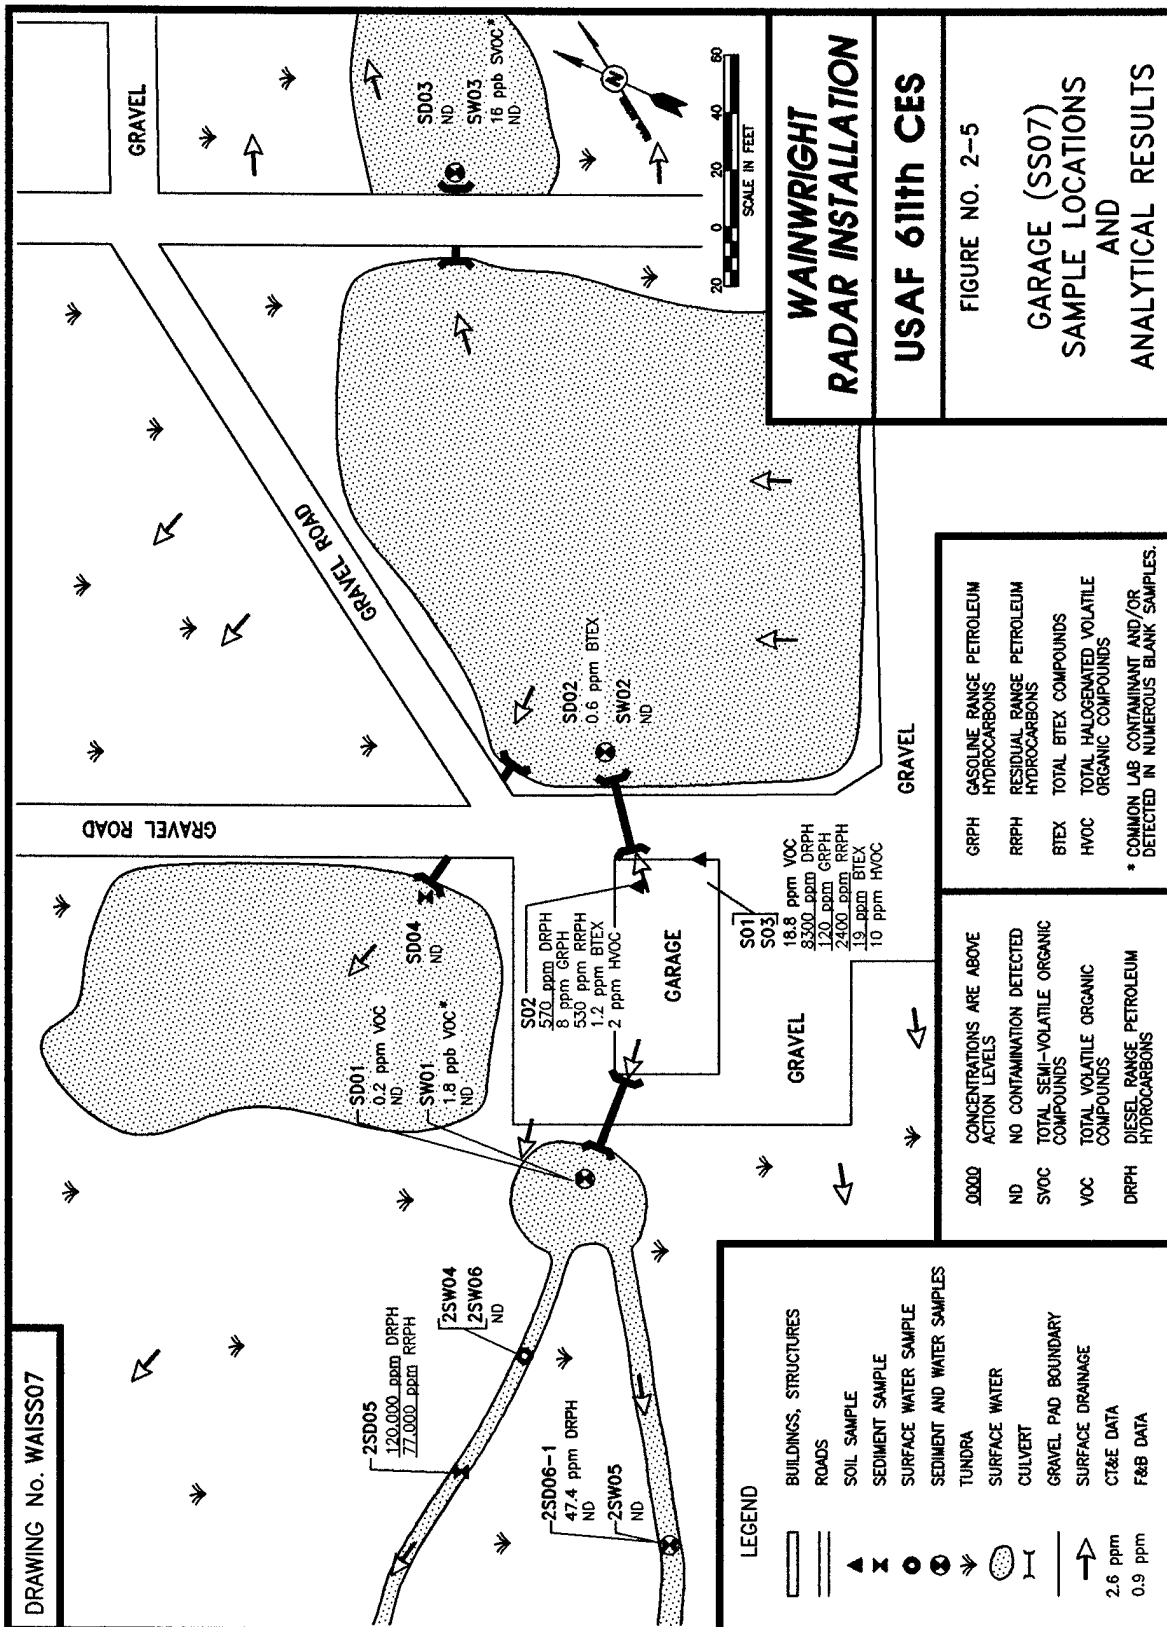 DRAWING No. WAISS07
GRAVEL
GRAVEL ROAD
GRAVEL ROAD
SD03
ND
SW03
16 ppb SVOC*
ND
N
20 0 20 40 60
SCALE IN FEET
SD02
0.6 ppm BTEX
SW02
ND
SD04
ND
SD01
0.2 ppm VOC
ND
SW01
1.8 ppb VOC*
ND
S02
570 ppm DRPH
8 ppm GRPH
530 ppm RRPH
1.2 ppm BTEX
2 ppm HVOC
GARAGE
S01
S03
18.8 ppm VOC
8300 ppm DRPH
120 ppm GRPH
2400 ppm RRPH
19 ppm BTEX
10 ppm HVOC
GRAVEL
GRAVEL
2SW04
2SW06
ND
2SD05
120,000 ppm DRPH
77,000 ppm RRPH
2SD06-1
47.4 ppm DRPH
ND
2SW05
ND
LEGEND
BUILDINGS, STRUCTURES
ROADS
SOIL SAMPLE
SEDIMENT SAMPLE
SURFACE WATER SAMPLE
SEDIMENT AND WATER SAMPLES
TUNDRA
SURFACE WATER
CULVERT
GRAVEL PAD BOUNDARY
SURFACE DRAINAGE
2.6 ppm CT&E DATA
0.9 ppm F&B DATA
0000 CONCENTRATIONS ARE ABOVE
ACTION LEVELS
ND NO CONTAMINATION DETECTED
SVOC TOTAL SEMI-VOLATILE ORGANIC
COMPOUNDS
VOC TOTAL VOLATILE ORGANIC
COMPOUNDS
DRPH DIESEL RANGE PETROLEUM
HYDROCARBONS
GRPH GASOLINE RANGE PETROLEUM
HYDROCARBONS
RRPH RESIDUAL RANGE PETROLEUM
HYDROCARBONS
BTEX TOTAL BTEX COMPOUNDS
HVOC TOTAL HALOGENATED VOLATILE
ORGANIC COMPOUNDS
* COMMON LAB CONTAMINANT AND/OR
DETECTED IN NUMEROUS BLANK SAMPLES.
WAINWRIGHT
RADAR INSTALLATION
USAF 611th CES
FIGURE NO. 2-5
GARAGE (SS07)
SAMPLE LOCATIONS
AND
ANALYTICAL RESULTS